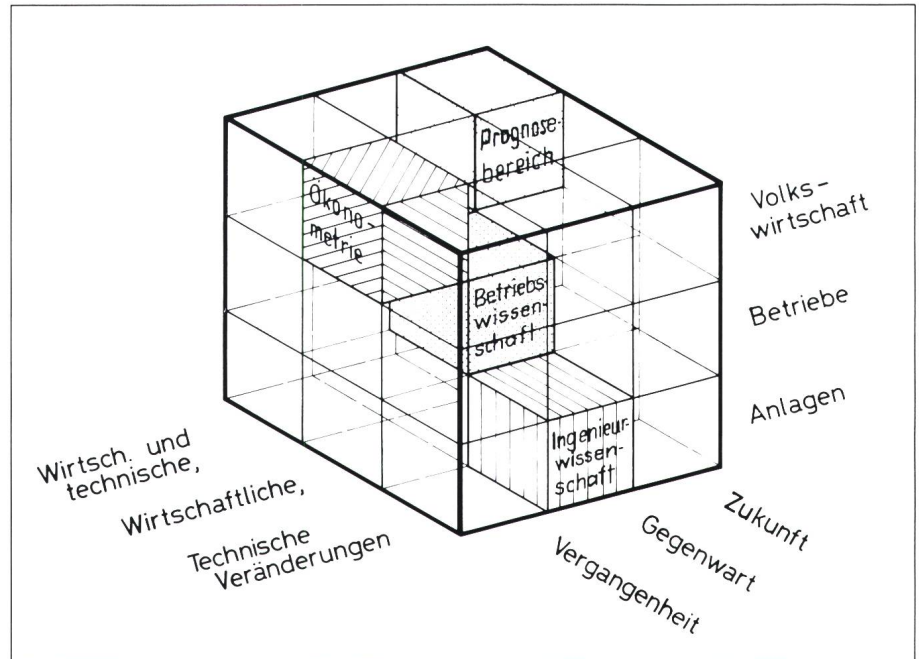 Prognose-
bereich
Ökono-
metrie
Betriebs-
wissen-
schaft
Ingenieur-
wissen-
schaft
Volks-
wirtschaft
Betriebe
Anlagen
Wirtsch. und
technische,
Wirtschaftliche,
Technische
Veränderungen
Zukunft
Gegenwart
Vergangenheit